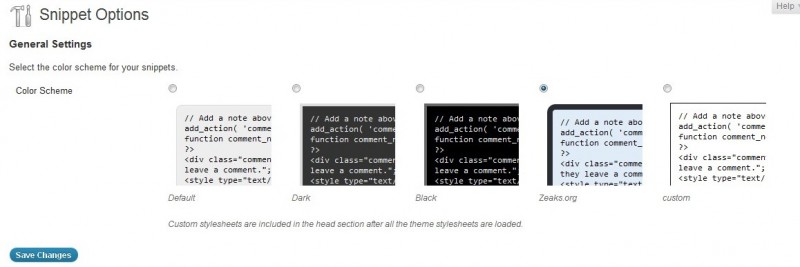 Snippet Options
Help
General Settings
Select the color scheme for your snippets.
Color Scheme
// Add a note abov
add_action( 'comme
function comment_n
?>
<div class="commen
leave a comment.";
<style type="text/
Default
// Add a note abov
add_action( 'comme
function comment_n
?>
<div class="comme
leave a comment.";
<style type="text/
Dark
// Add a note abov
add_action( 'comme
function comment_n
?>
<div class="comme
leave a comment.";
<style type="text/
Black
// Add a note abov
add_action( 'comm
function comment_
?>
<div class="comme
they leave a comm
<style type="text
Zeaks.org
// Add a note abov
add_action( 'comme
function comment_n
?>
<div class="commen
leave a comment.";
<style type="text/
custom
Custom stylesheets are included in the head section after all the theme stylesheets are loaded.
Save Changes